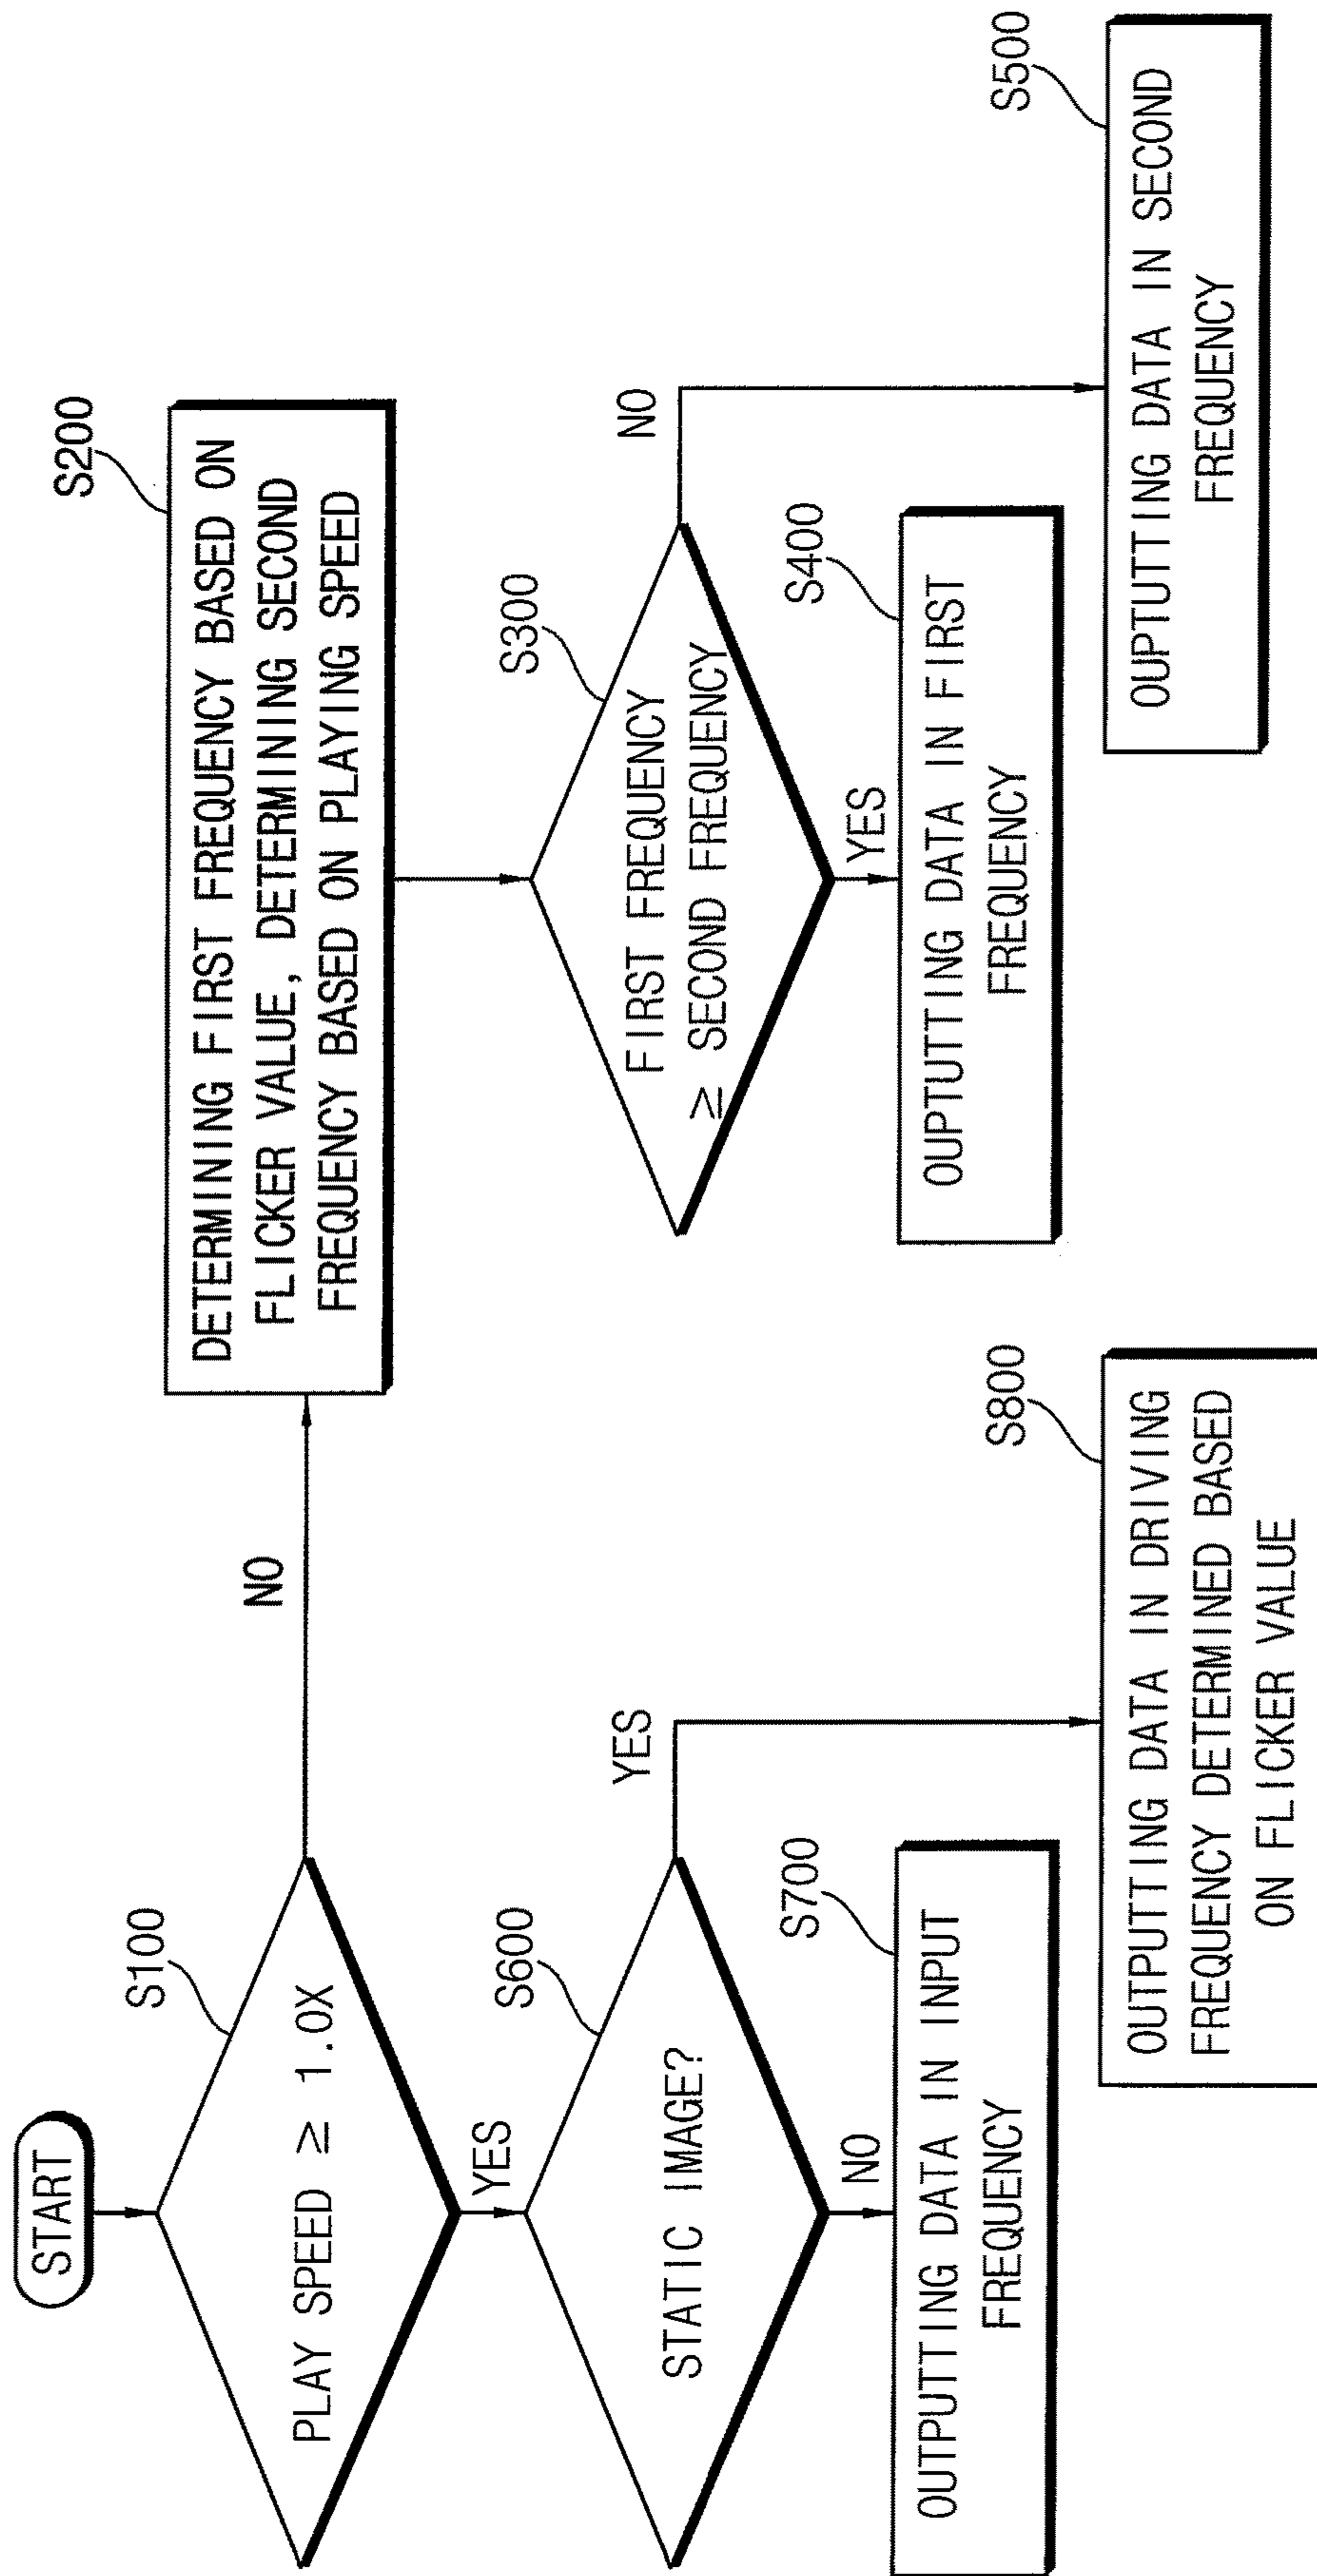 START
S100
PLAY SPEED ≥ 1.0X
NO
YES
S200
DETERMINING FIRST FREQUENCY BASED ON
FLICKER VALUE, DETERMINING SECOND
FREQUENCY BASED ON PLAYING SPEED
S300
FIRST FREQUENCY
≥ SECOND FREQUENCY
NO
YES
S400
OUPTUTTING DATA IN FIRST
FREQUENCY
S500
OUPTUTTING DATA IN SECOND
FREQUENCY
S600
STATIC IMAGE?
YES
NO
S700
OUTPUTTING DATA IN INPUT
FREQUENCY
S800
OUTPUTTING DATA IN DRIVING
FREQUENCY DETERMINED BASED
ON FLICKER VALUE